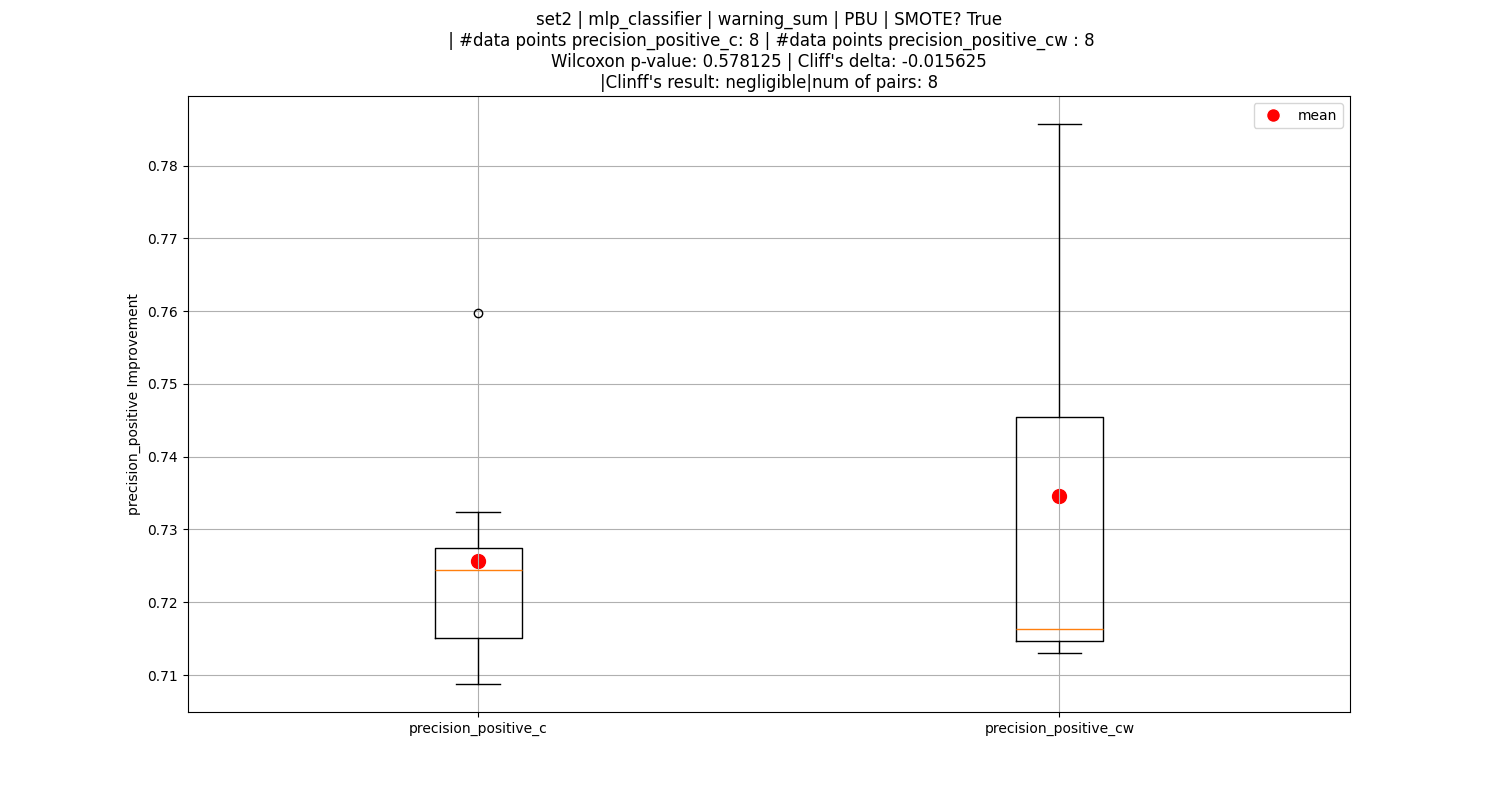 set2 | mlp_classifier | warning_sum | PBU | SMOTE? True
| #data points precision_positive_c: 8 | #data points precision_positive_cw : 8
Wilcoxon p-value: 0.578125 | Cliff's delta: -0.015625
|Clinff's result: negligible|num of pairs: 8
mean
0.78
0.77
0.76
0.75
0.74
0.73
0.72
0.71
precision_positive Improvement
precision_positive_c
precision_positive_cw